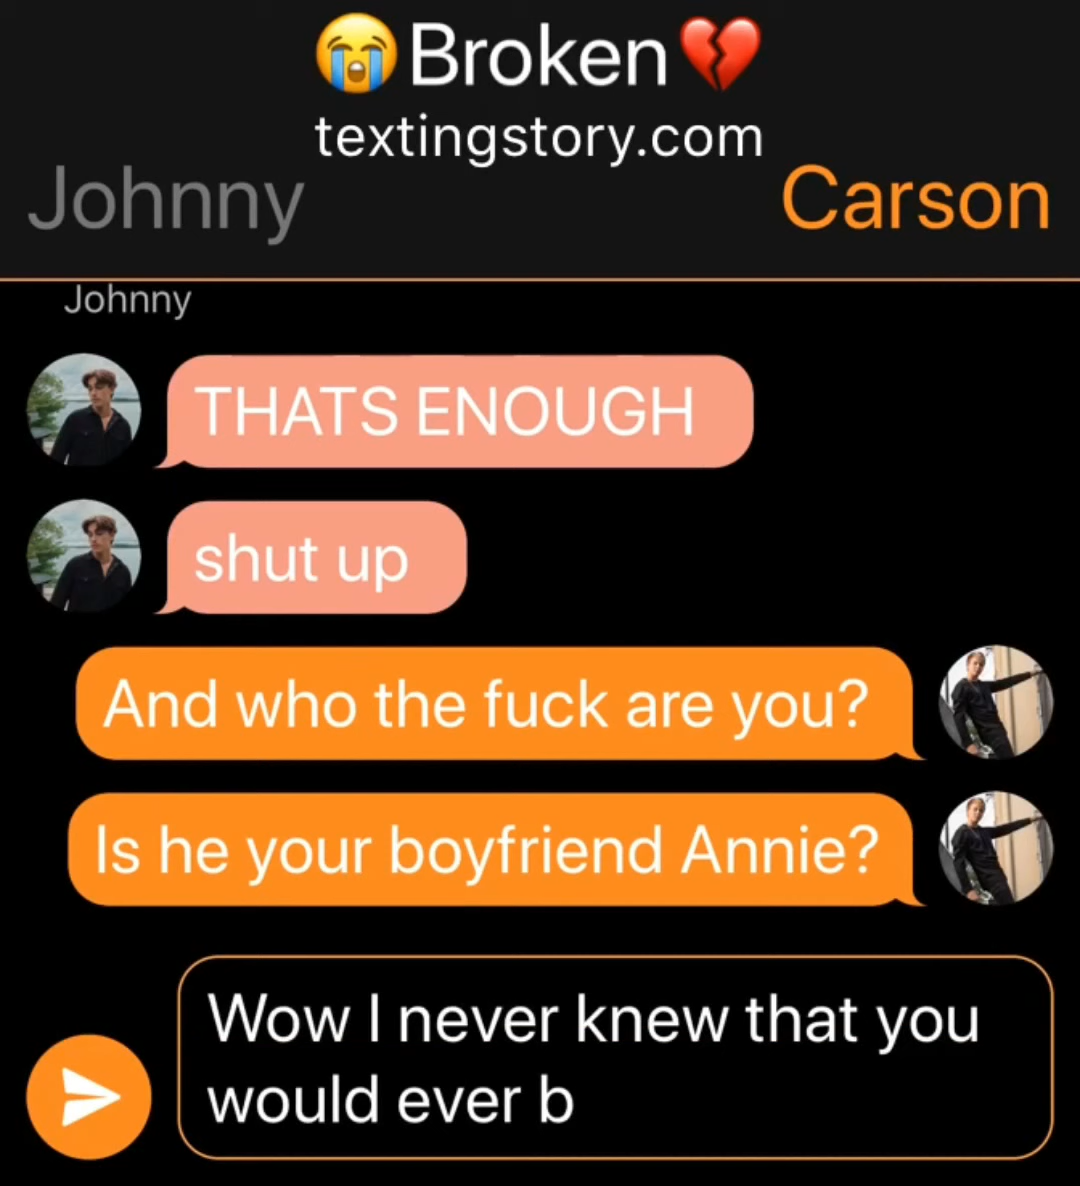 😭Broken💔
textingstory.com
Johnny
Carson
Johnny
THATS ENOUGH
shut up
And who the fuck are you?
Is he your boyfriend Annie?
Wow I never knew that you
would ever b